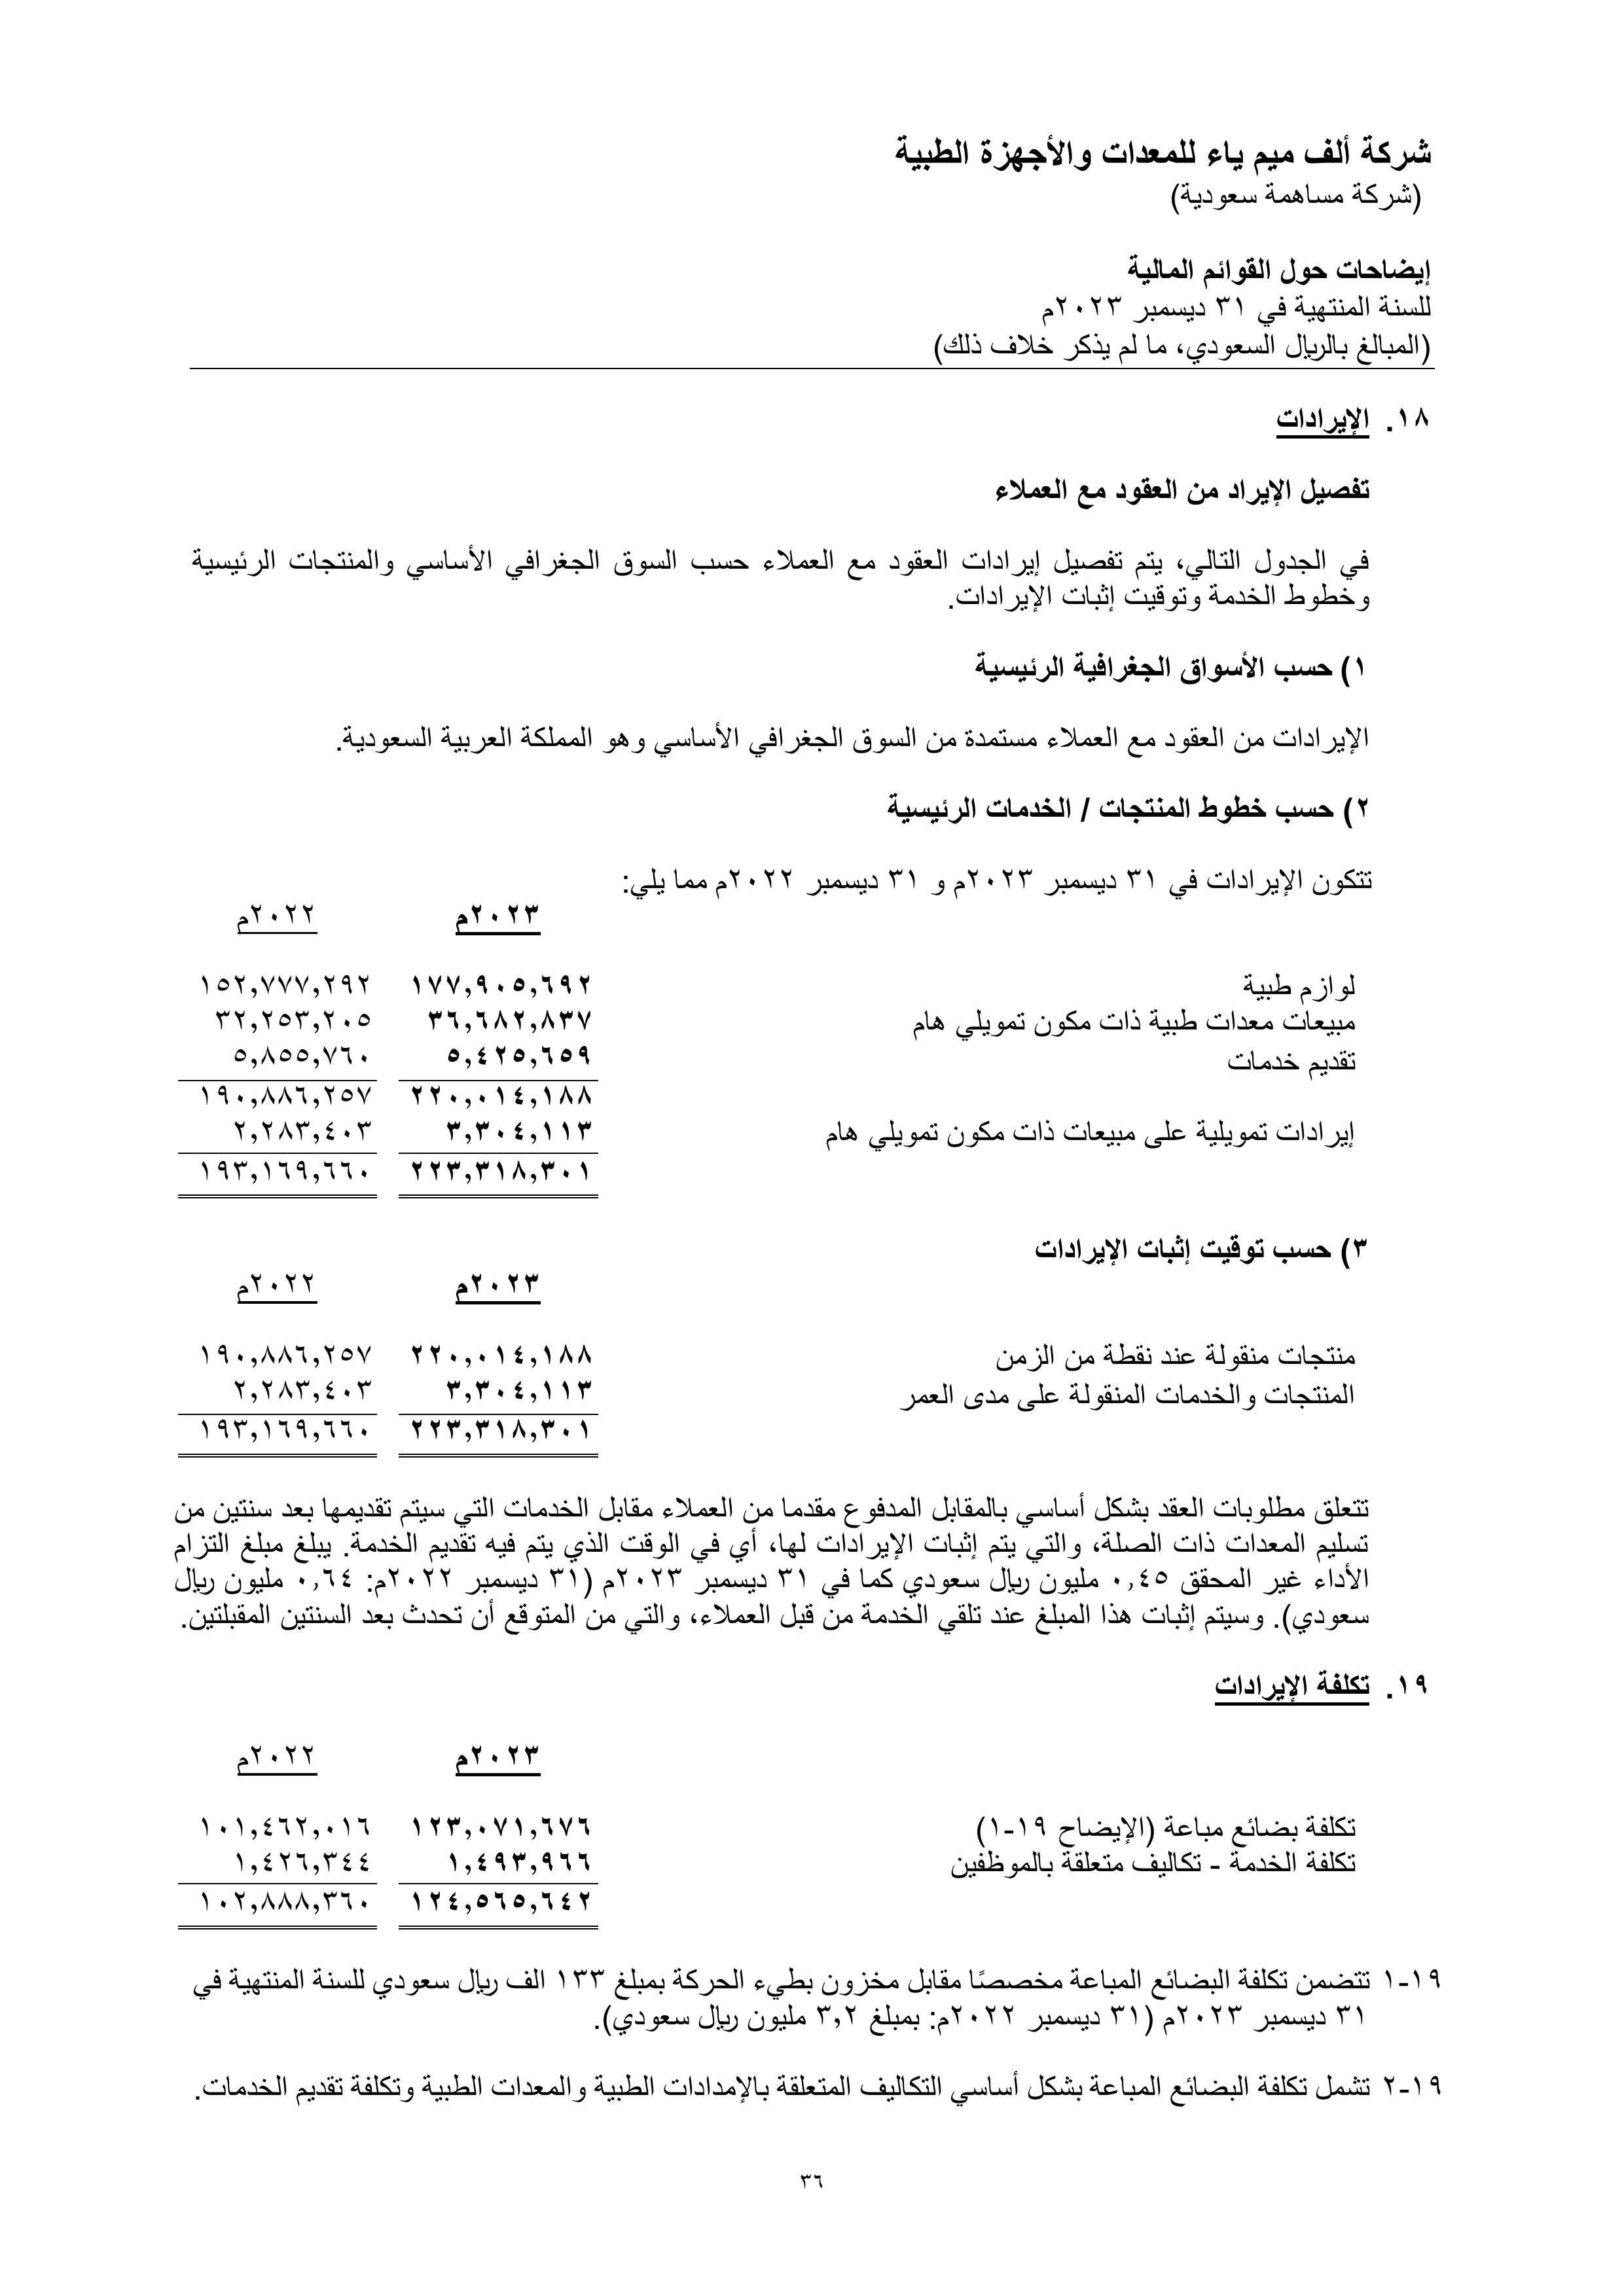 شركة ألف ميم ياء للمعدات والأجهزة الطبية
(شركة مساهمة سعودية)
إيضاحات حول القوائم المالية
للسنة المنتهية في ٣١ ديسمبر ٢٠٢٣م
(المبالغ بالريال السعودي، ما لم يذكر خلاف ذلك)
١٨. الإيرادات
تفصيل الإيراد من العقود مع العملاء
في الجدول التالي، يتم تفصيل إيرادات العقود مع العملاء حسب السوق الجغرافي الأساسي والمنتجات الرئيسية
وخطوط الخدمة وتوقيت إثبات الإيرادات.
١) حسب الأسواق الجغرافية الرئيسية
الإيرادات من العقود مع العملاء مستمدة من السوق الجغرافي الأساسي وهو المملكة العربية السعودية.
٢) حسب خطوط المنتجات / الخدمات الرئيسية
تتكون الإيرادات في ٣١ ديسمبر ٢٠٢٣م و ٣١ ديسمبر ٢٠٢٢م مما يلي:
٢٠٢٣م ٢٠٢٢م
لوازم طبية ١٧٧,٩٠٥,٦٩٢ ١٥٢,٧٧٧,٢٩٢
مبيعات معدات طبية ذات مكون تمويلي هام ٣٦,٦٨٢,٨٣٧ ٣٢,٢٥٣,٢٠٥
تقديم خدمات ٥,٤٢٥,٦٥٩ ٥,٨٥٥,٧٦٠
٢٢٠,٠١٤,١٨٨ ١٩٠,٨٨٦,٢٥٧
إيرادات تمويلية على مبيعات ذات مكون تمويلي هام ٣,٣٠٤,١١٣ ٢,٢٨٣,٤٠٣
٢٢٣,٣١٨,٣٠١ ١٩٣,١٦٩,٦٦٠
٣) حسب توقيت إثبات الإيرادات
٢٠٢٣م ٢٠٢٢م
منتجات منقولة عند نقطة من الزمن ٢٢٠,٠١٤,١٨٨ ١٩٠,٨٨٦,٢٥٧
المنتجات والخدمات المنقولة على مدى العمر ٣,٣٠٤,١١٣ ٢,٢٨٣,٤٠٣
٢٢٣,٣١٨,٣٠١ ١٩٣,١٦٩,٦٦٠
تتعلق مطلوبات العقد بشكل أساسي بالمقابل المدفوع مقدما من العملاء مقابل الخدمات التي سيتم تقديمها بعد سنتين من
تسليم المعدات ذات الصلة، والتي يتم إثبات الإيرادات لها، أي في الوقت الذي يتم فيه تقديم الخدمة. يبلغ مبلغ التزام
الأداء غير المحقق ٠,٤٥ مليون ريال سعودي كما في ٣١ ديسمبر ٢٠٢٣م (٣١ ديسمبر ٢٠٢٢م: ٠,٦٤ مليون ريال
سعودي). وسيتم إثبات هذا المبلغ عند تلقي الخدمة من قبل العملاء، والتي من المتوقع أن تحدث بعد السنتين المقبلتين.
١٩. تكلفة الإيرادات
٢٠٢٣م ٢٠٢٢م
تكلفة بضائع مباعة (الإيضاح ١٩-١) ١٢٣,٠٧١,٦٧٦ ١٠١,٤٦٢,٠١٦
تكلفة الخدمة - تكاليف متعلقة بالموظفين ١,٤٩٣,٩٦٦ ١,٤٢٦,٣٤٤
١٢٤,٥٦٥,٦٤٢ ١٠٢,٨٨٨,٣٦٠
١٩-١ تتضمن تكلفة البضائع المباعة مخصصًا مقابل مخزون بطيء الحركة بمبلغ ١٣٣ الف ريال سعودي للسنة المنتهية في
٣١ ديسمبر ٢٠٢٣م (٣١ ديسمبر ٢٠٢٢م: بمبلغ ٣,٢ مليون ريال سعودي).
١٩-٢ تشمل تكلفة البضائع المباعة بشكل أساسي التكاليف المتعلقة بالإمدادات الطبية والمعدات الطبية وتكلفة تقديم الخدمات.
٣٦